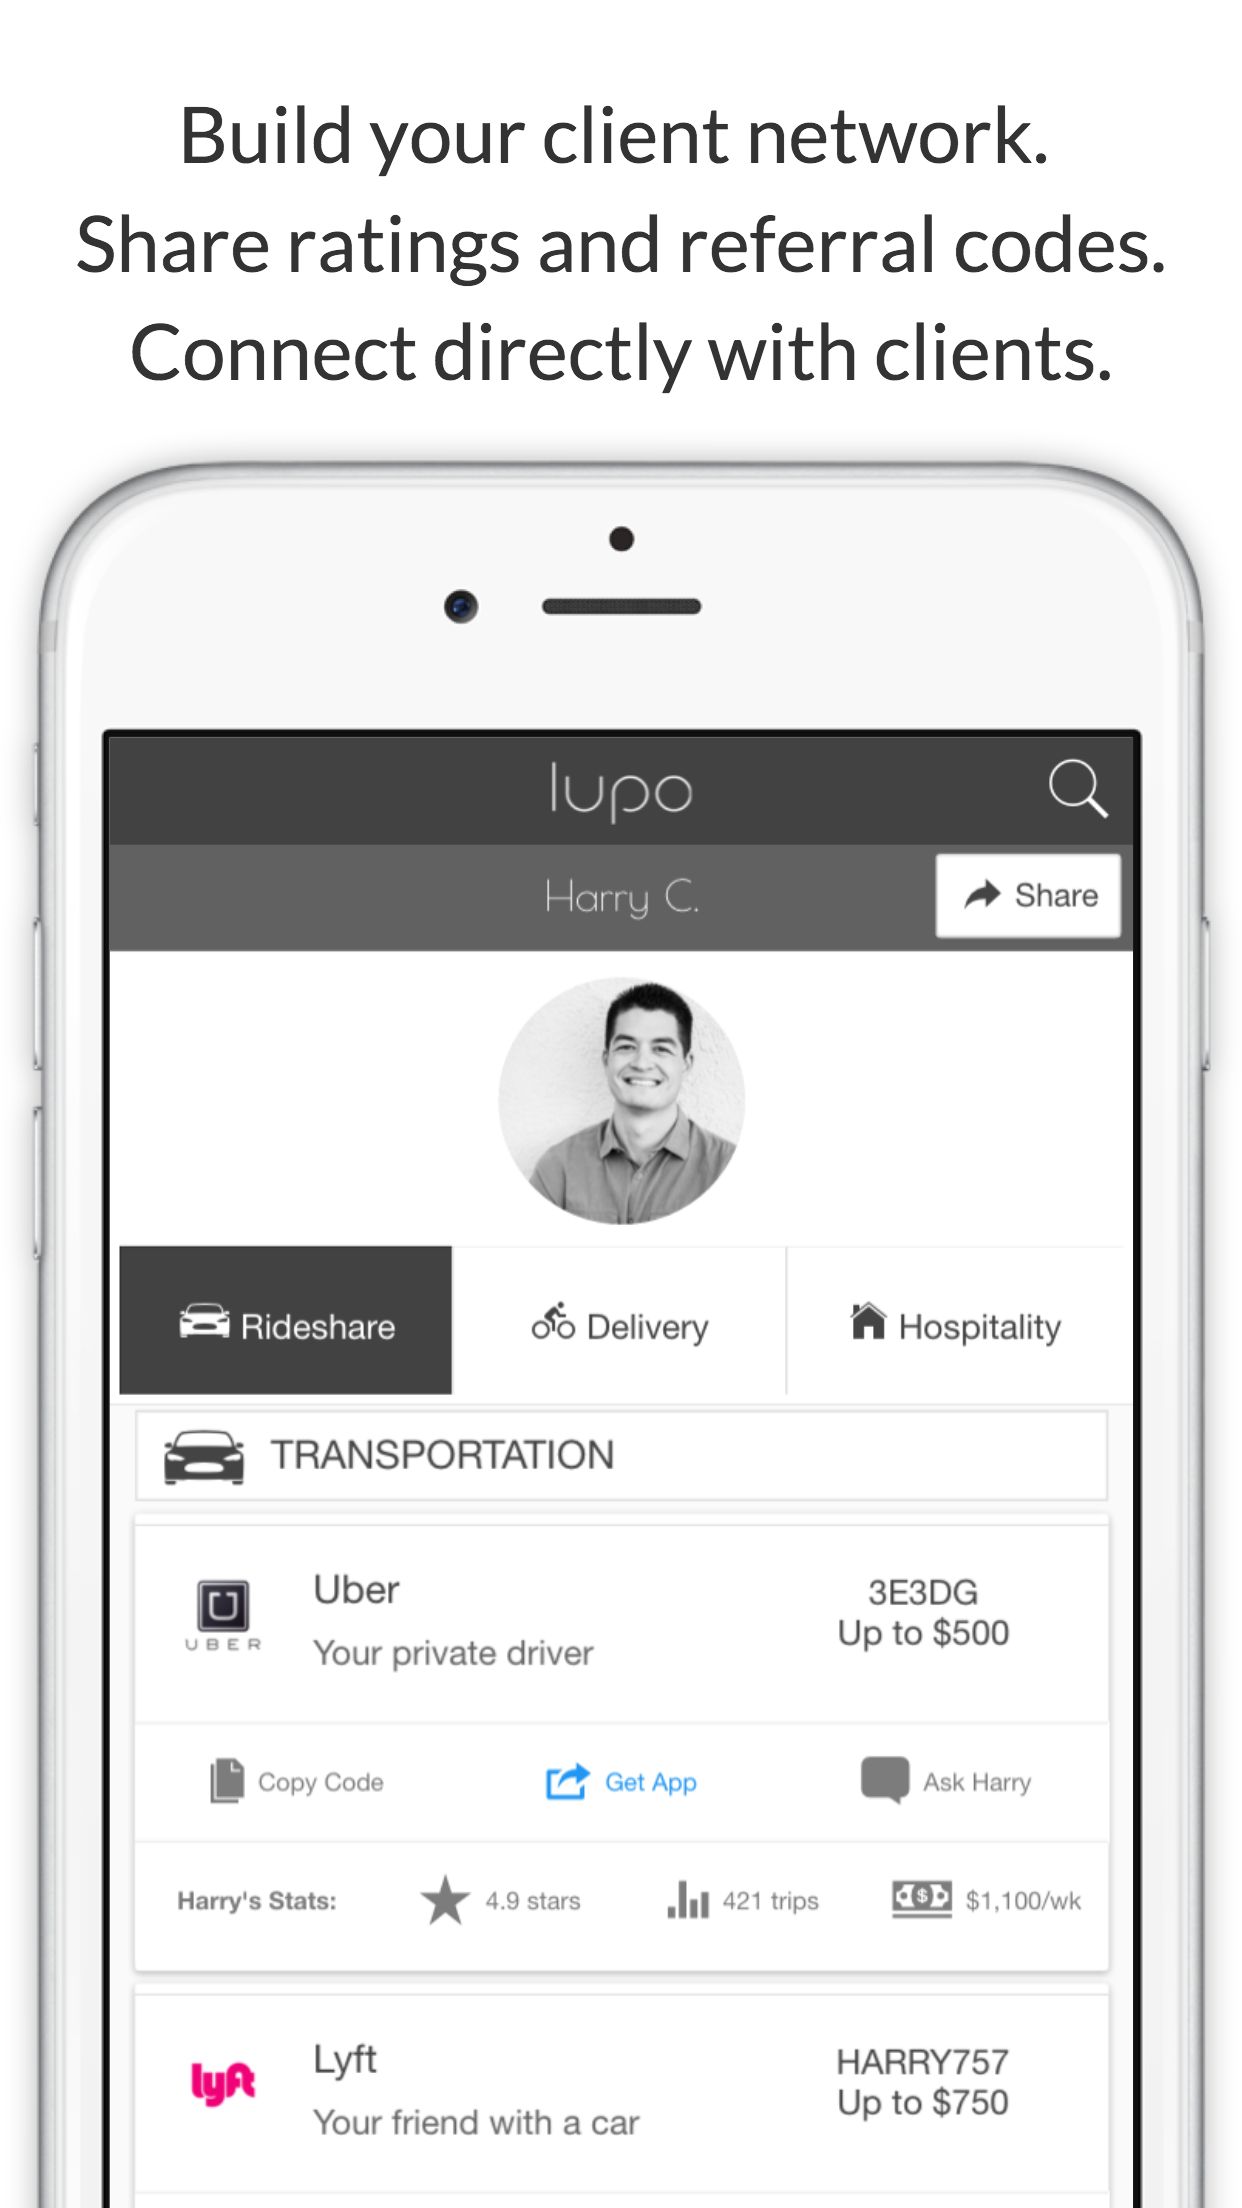 Build your client network.
Share ratings and referral codes.
Connect directly with clients.
lupo
Harry C.
Share
Rideshare
Delivery
Hospitality
TRANSPORTATION
UBER
Uber
Your private driver
3E3DG
Up to $500
Copy Code
Get App
Ask Harry
Harry's Stats:
4.9 stars
421 trips
$1,100/wk
lyft
Lyft
Your friend with a car
HARRY757
Up to $750